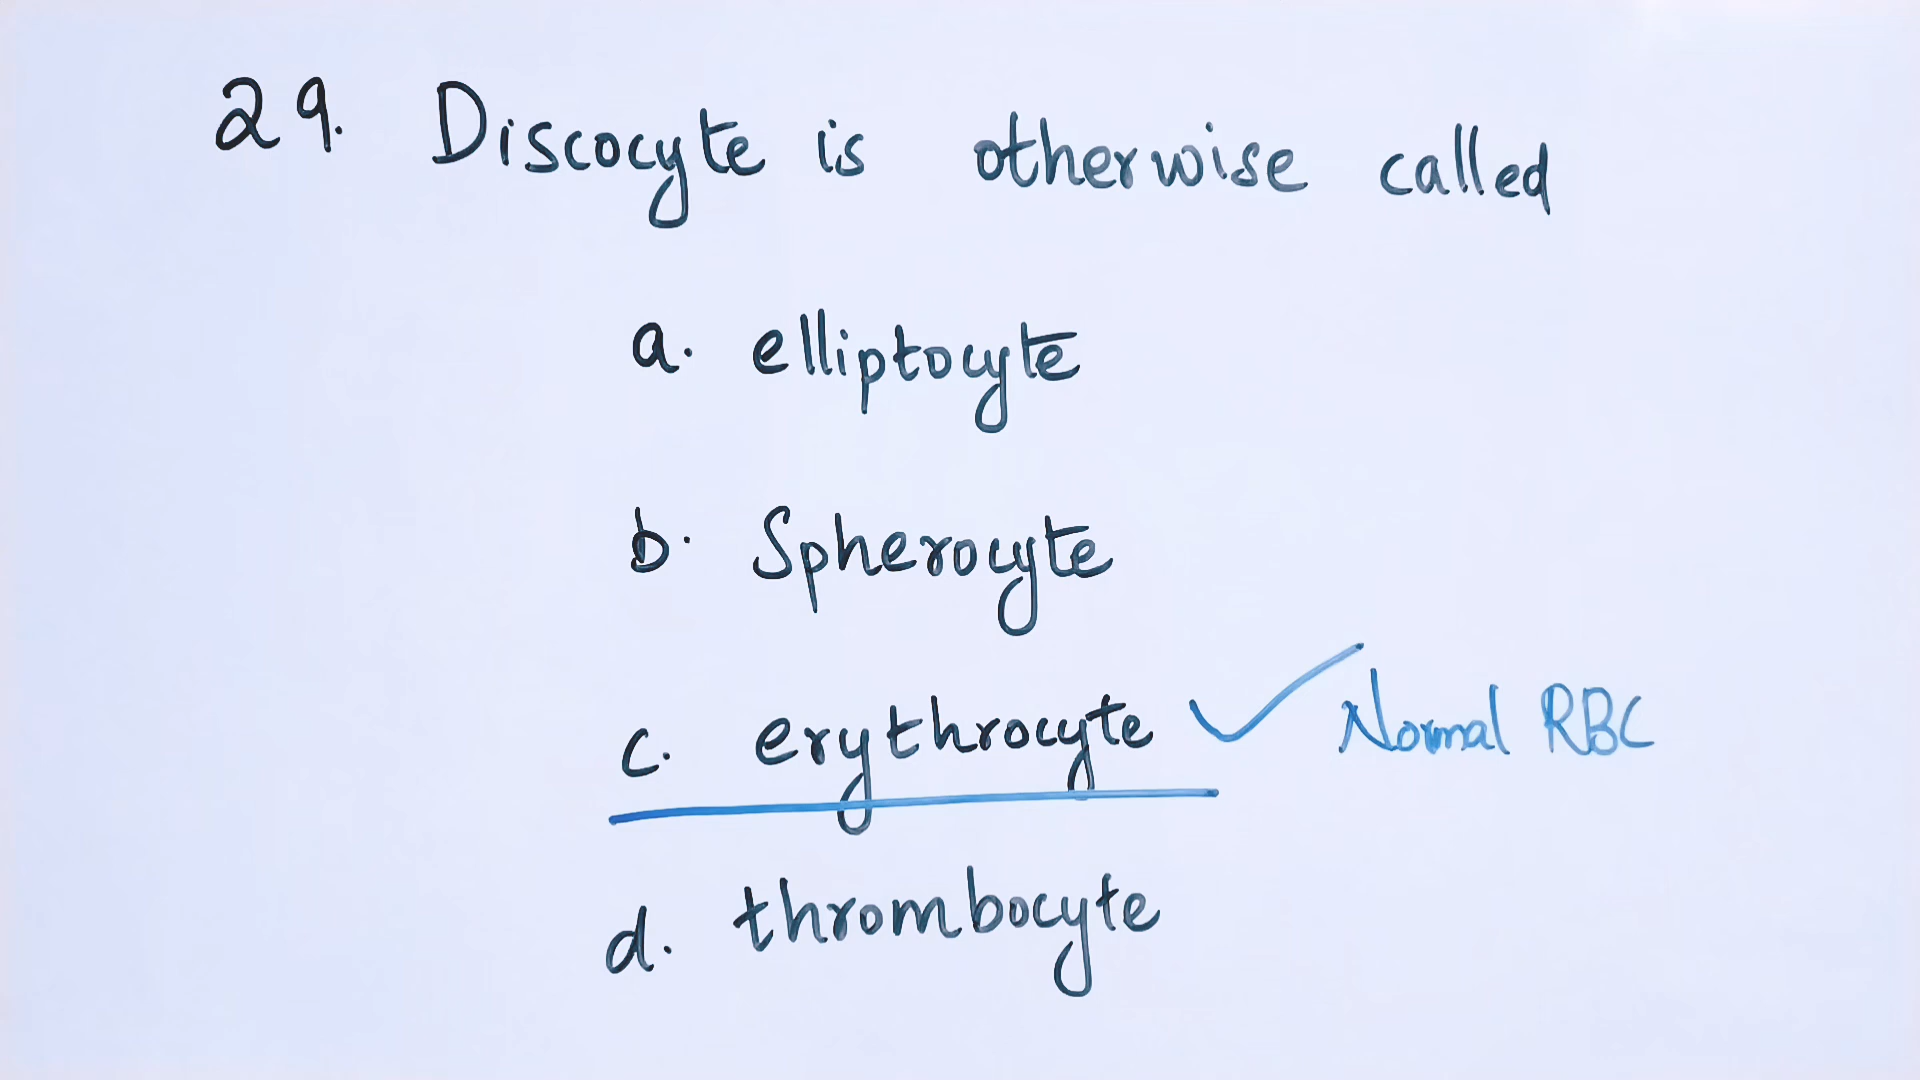 29. Discocyte is otherwise called
a. elliptocyte
b. Spherocyte
c. erythrocyte ✓ Normal RBC
d. thrombocyte